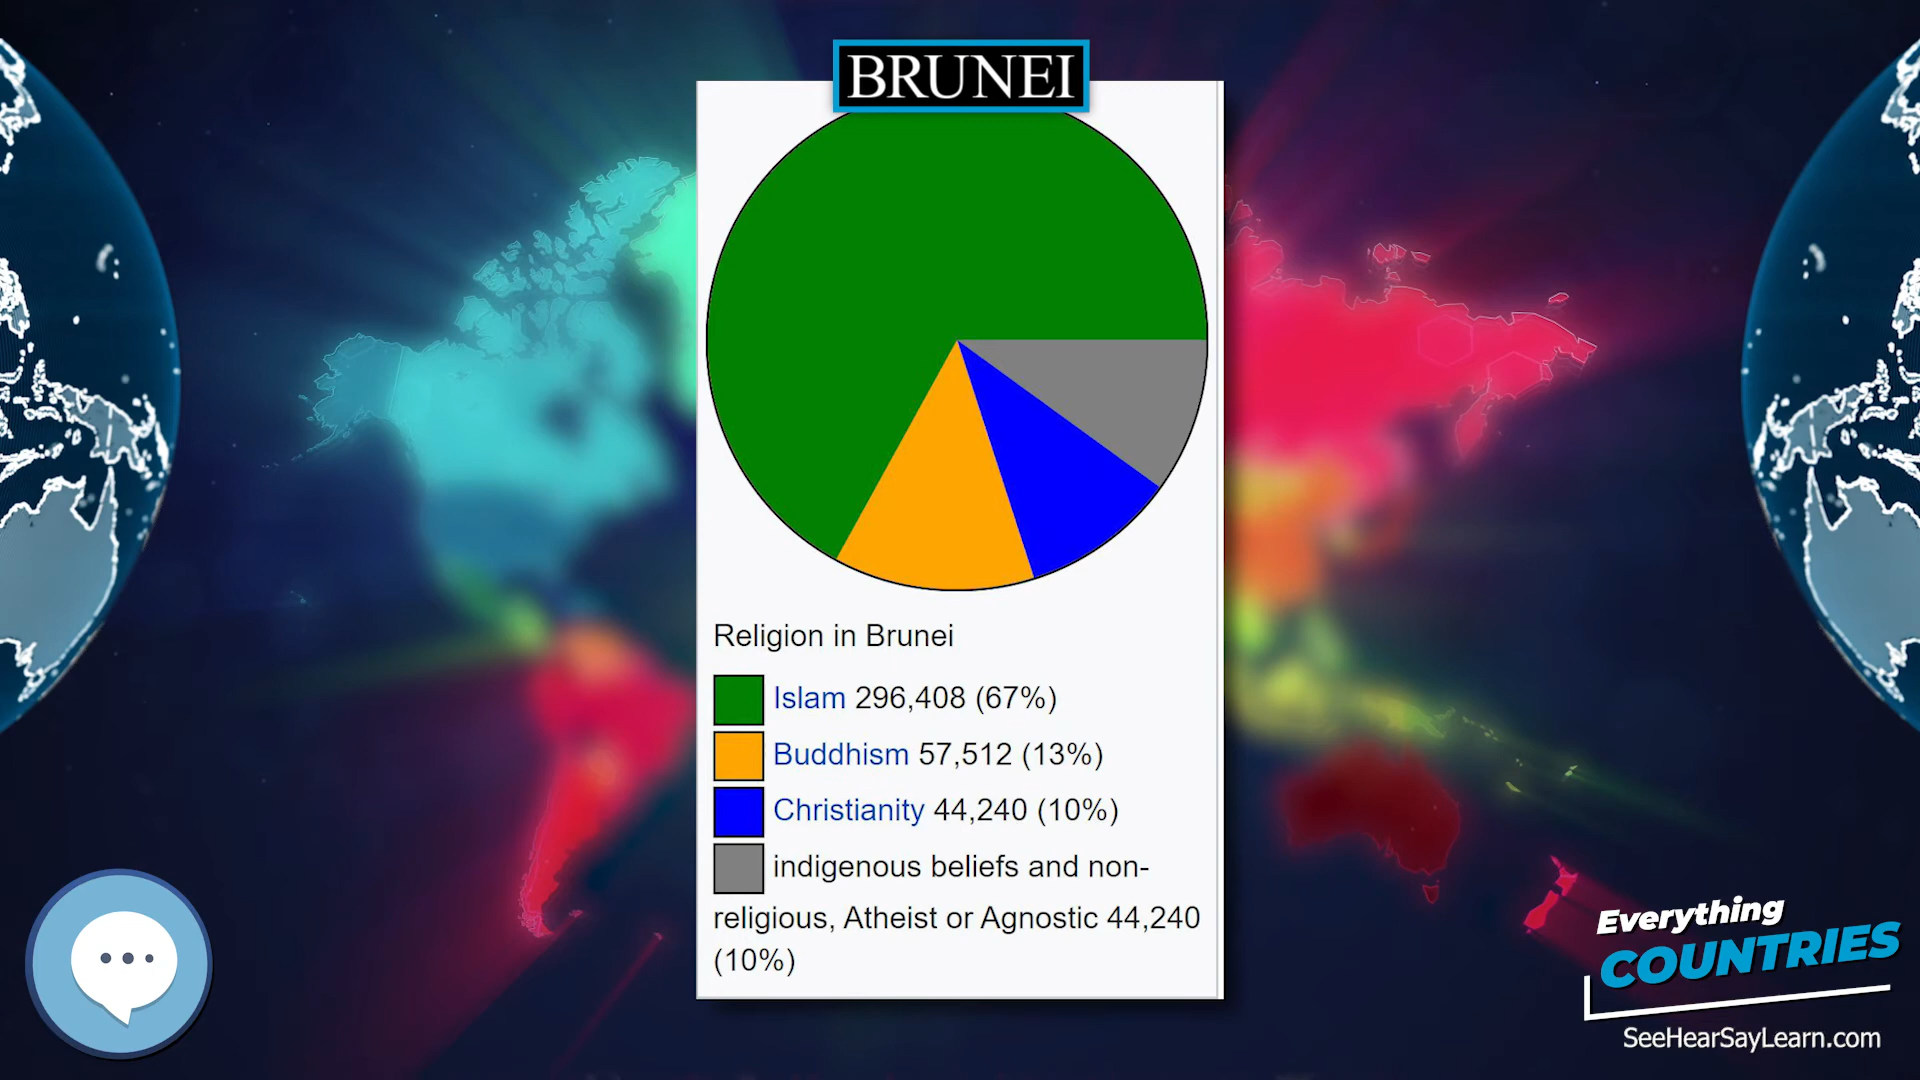 BRUNEI
Religion in Brunei
Islam 296,408 (67%)
Buddhism 57,512 (13%)
Christianity 44,240 (10%)
indigenous beliefs and non-
religious, Atheist or Agnostic 44,240
(10%)
Everything
COUNTRIES
SeeHearSayLearn.com